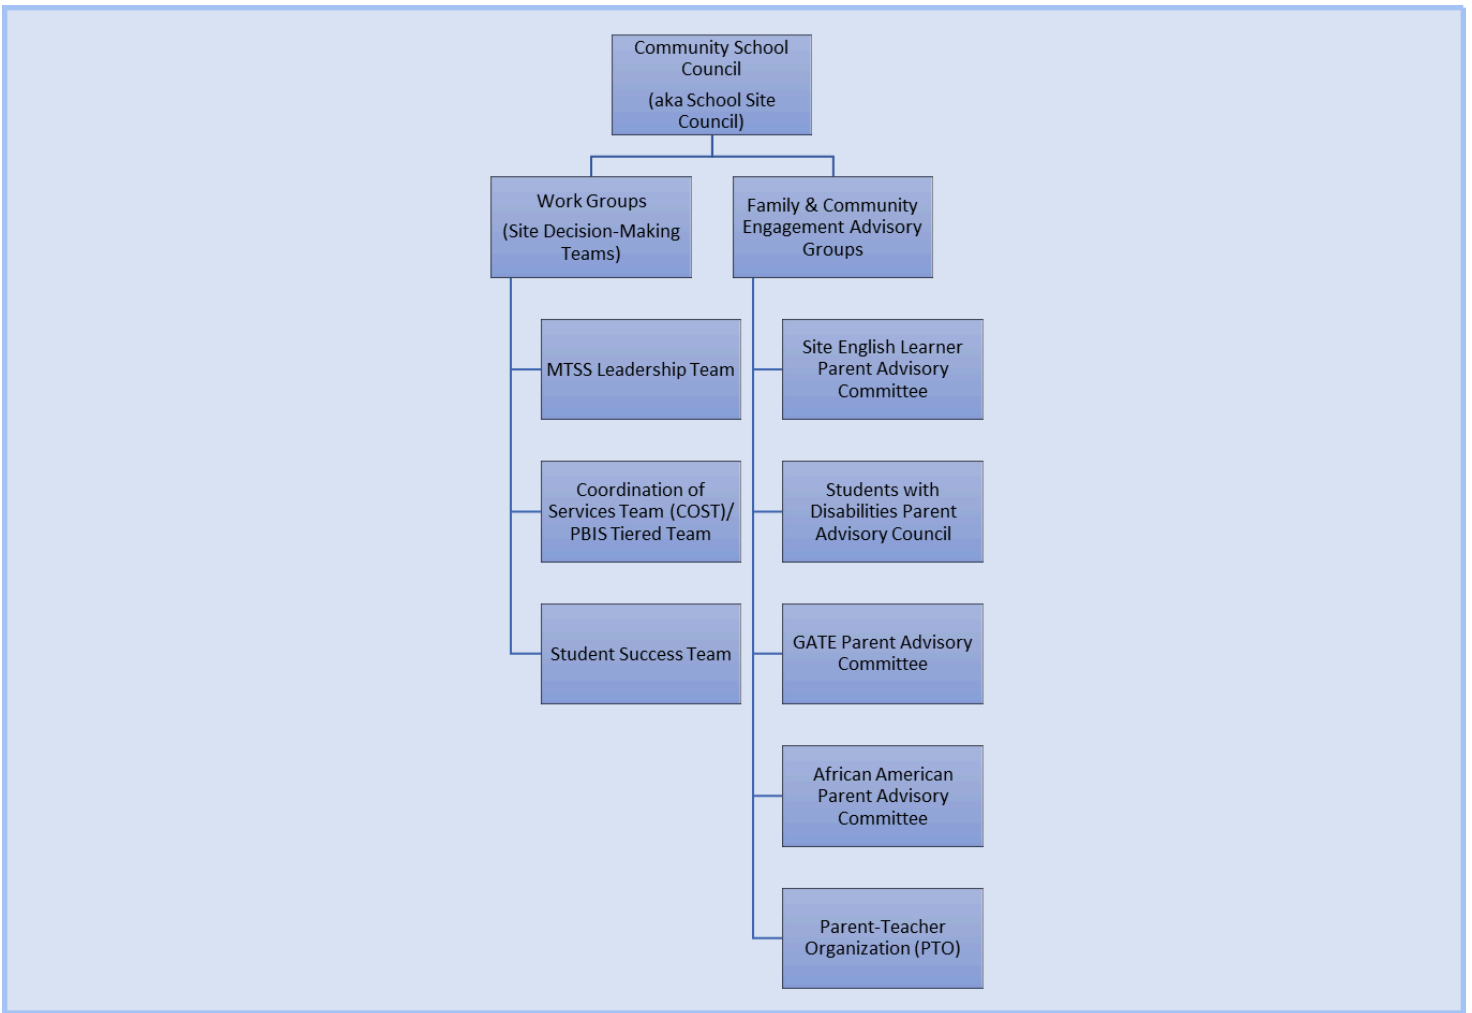 Community School
Council
(aka School Site
Council)
Work Groups
(Site Decision-Making
Teams)
Family & Community
Engagement Advisory
Groups
MTSS Leadership Team
Coordination of
Services Team (COST)/
PBIS Tiered Team
Student Success Team
Site English Learner
Parent Advisory
Committee
Students with
Disabilities Parent
Advisory Council
GATE Parent Advisory
Committee
African American
Parent Advisory
Committee
Parent-Teacher
Organization (PTO)